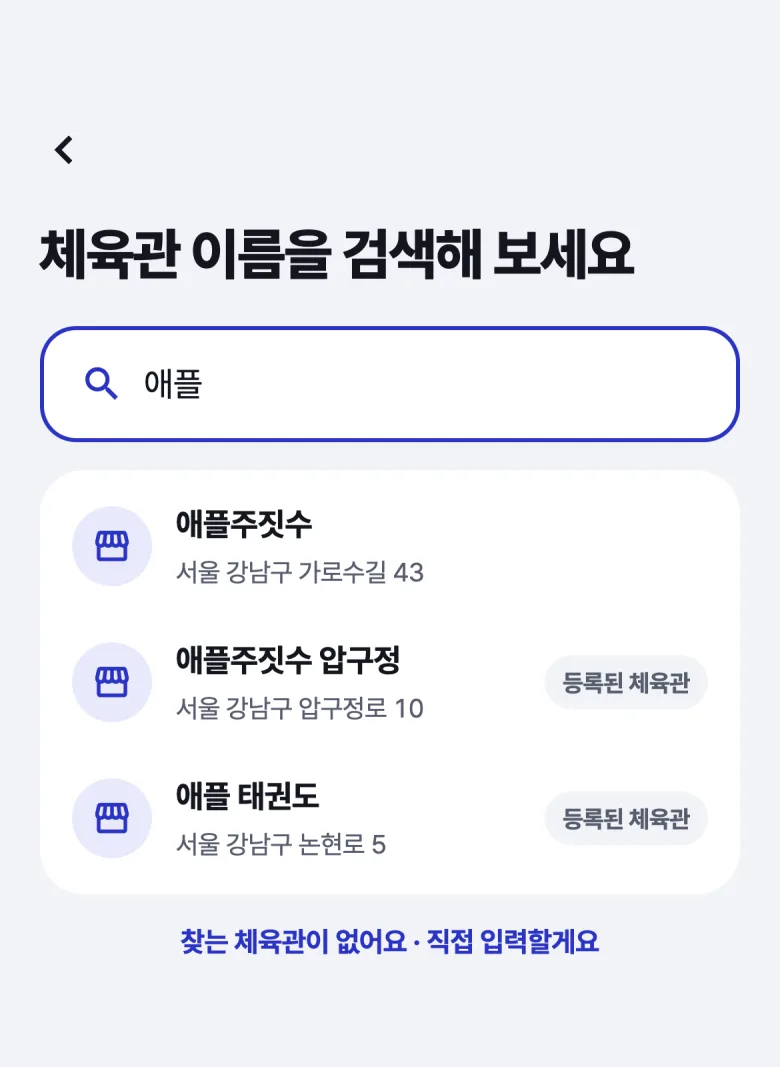 체육관 이름을 검색해 보세요
애플
애플주짓수
서울 강남구 가로수길 43
애플주짓수 압구정
서울 강남구 압구정로 10
등록된 체육관
애플 태권도
서울 강남구 논현로 5
등록된 체육관
찾는 체육관이 없어요 · 직접 입력할게요